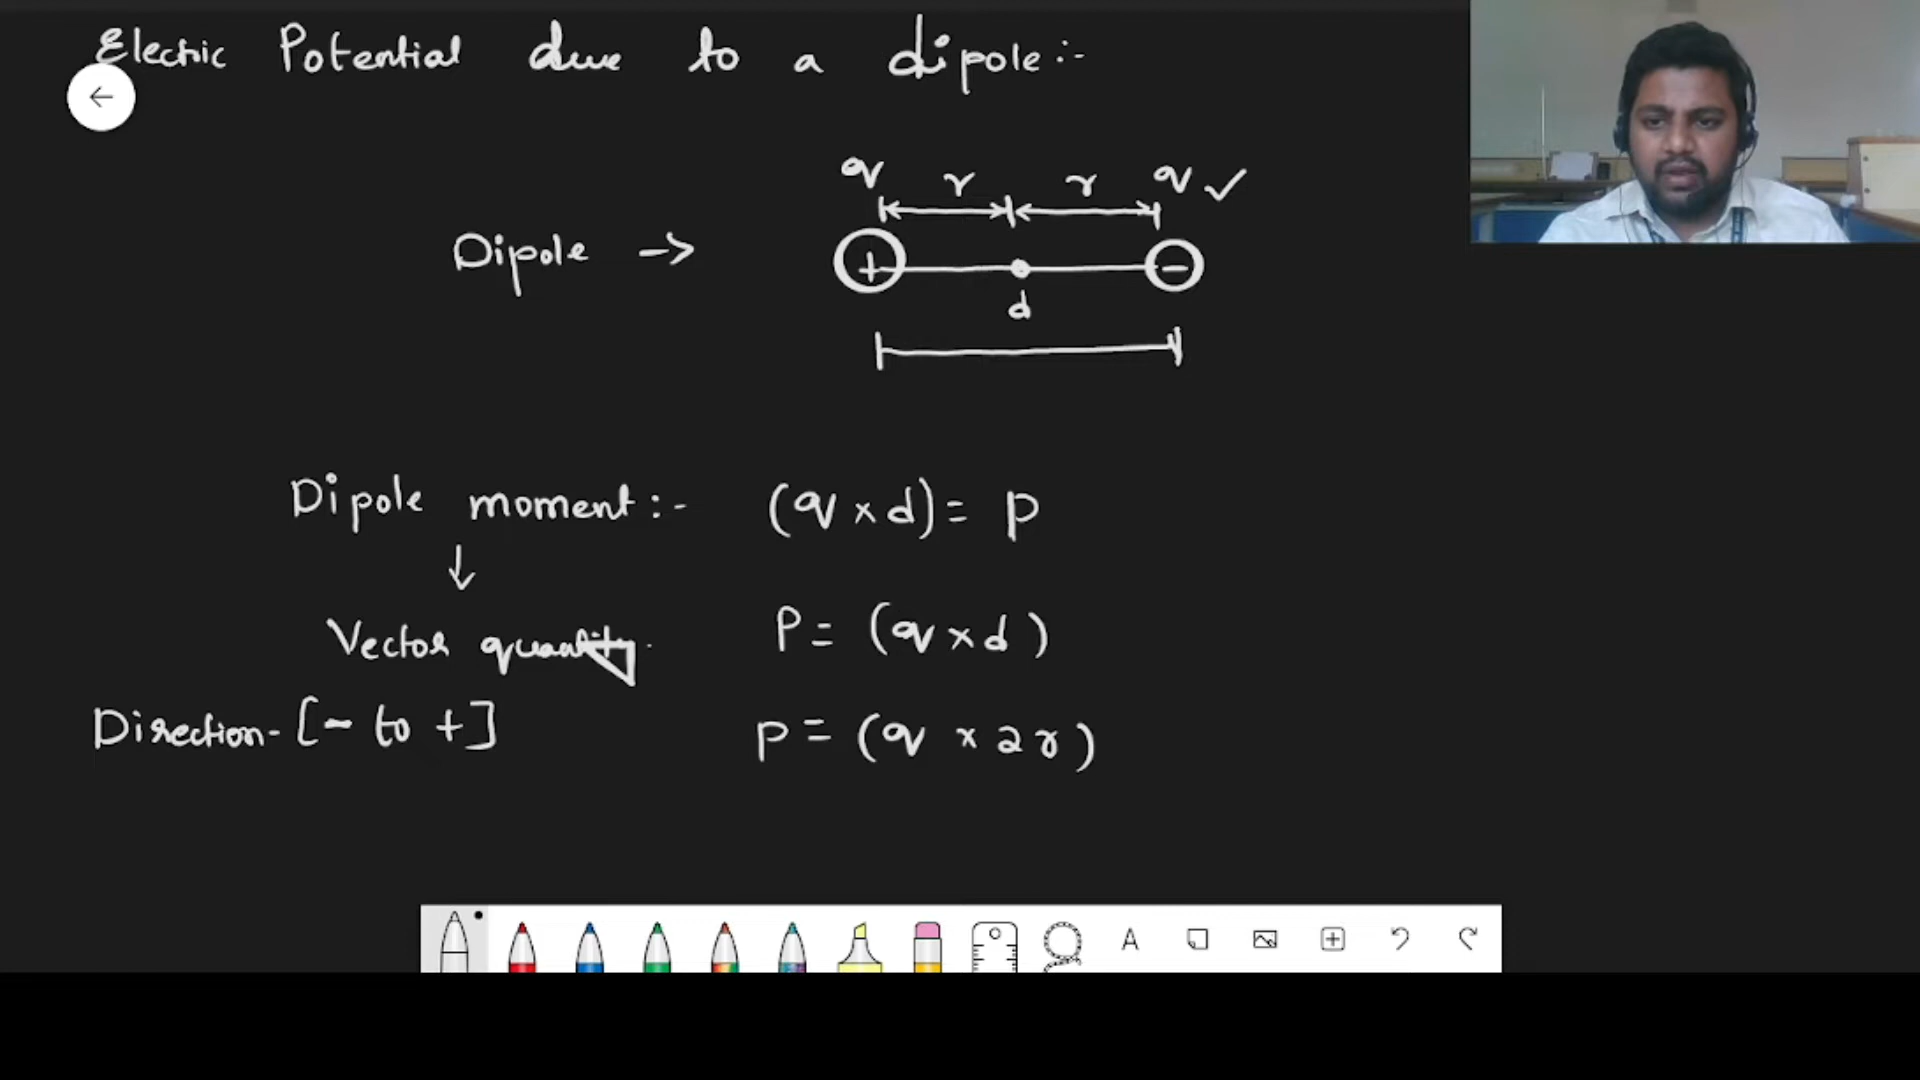 Electric Potential due to a dipole :-
q r r q ✓
Dipole → + -
d
Dipole moment :- (q × d) = P
↓
Vector quantity. P = (q × d)
Direction - [- to +] P = (q × 2r)
A